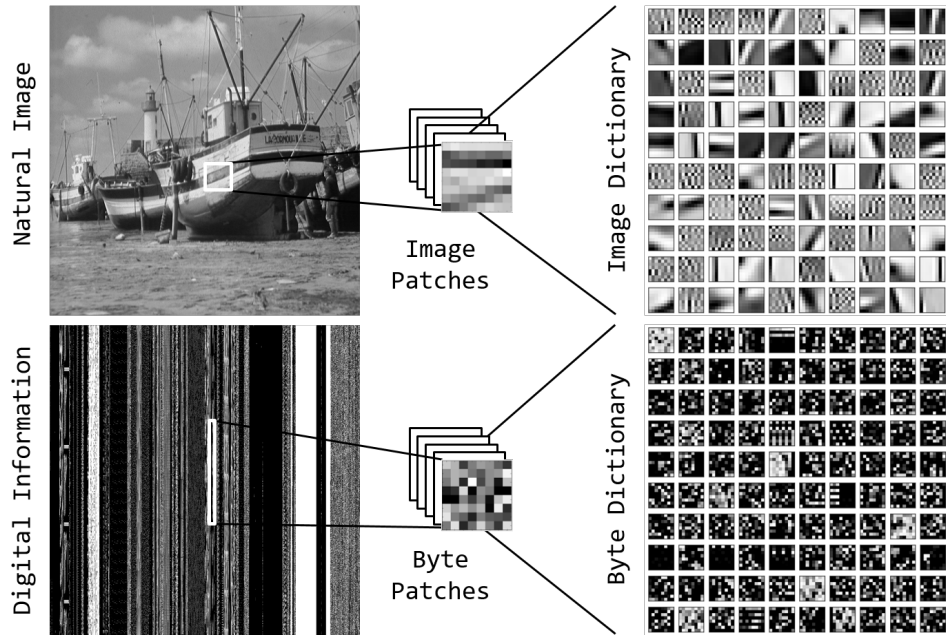 Natural Image
Image
Patches
Image Dictionary
Digital Information
Byte
Patches
Byte Dictionary